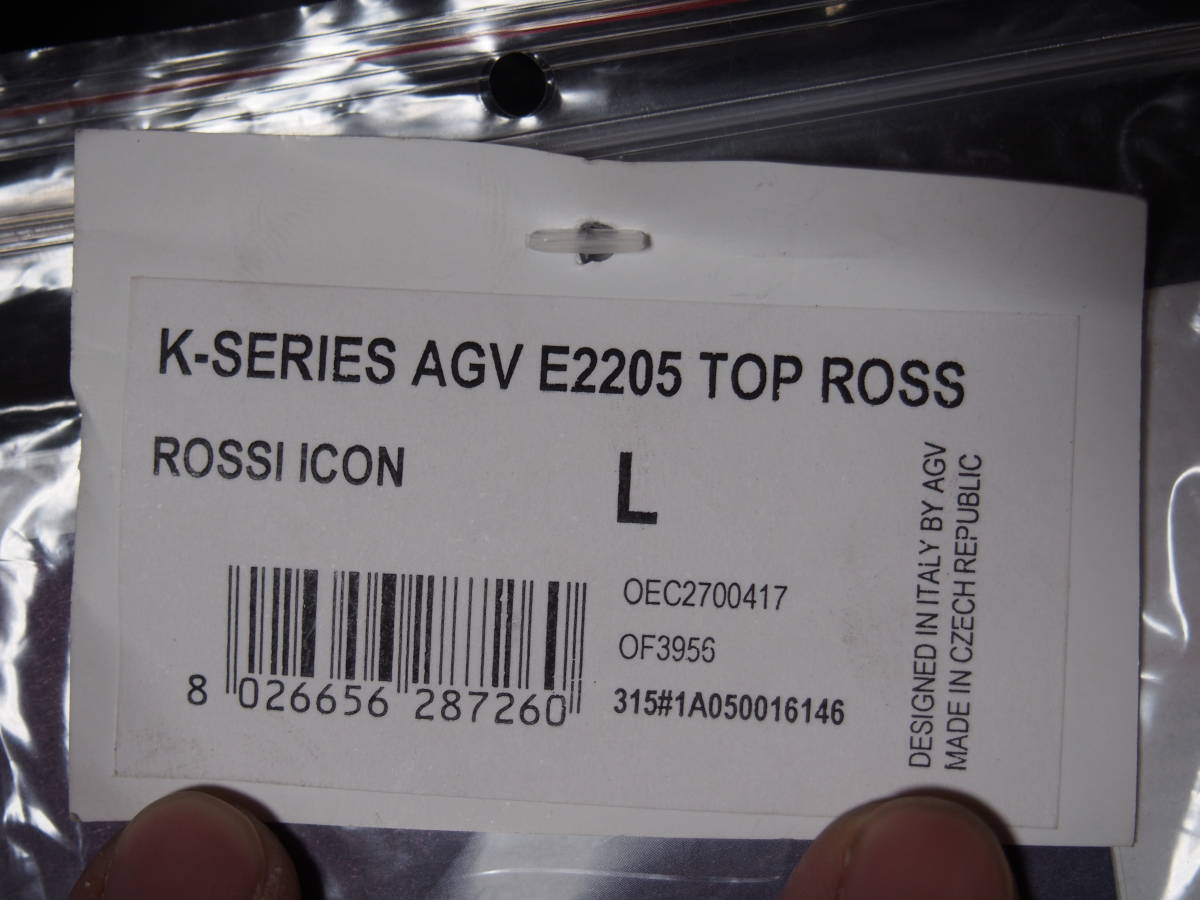 K-SERIES AGV E2205 TOP ROSS
ROSSI ICON
L
OEC2700417
OF3956
315#1A050016146
8 026656 287260
DESIGNED IN ITALY BY AGV
MADE IN CZECH REPUBLIC